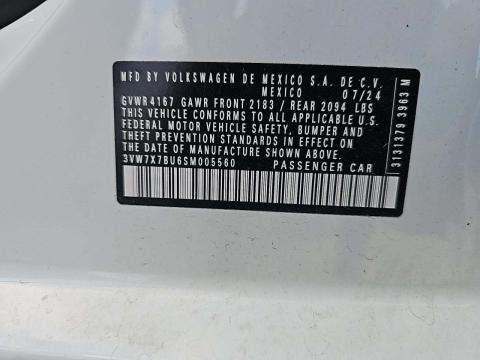 MFD BY VOLKSWAGEN DE MEXICO S.A. DE C.V.
MEXICO 07/24
GVWR 4167 GAWR FRONT 2183 / REAR 2094 LBS
THIS VEHICLE CONFORMS TO ALL APPLICABLE
FEDERAL MOTOR VEHICLE SAFETY, BUMPER AND
THEFT PREVENTION STANDARDS IN EFFECT ON THE
DATE OF MANUFACTURE SHOWN ABOVE.
3VW7X7BU6SM005560 PASSENGER CAR
3131379 3963 M